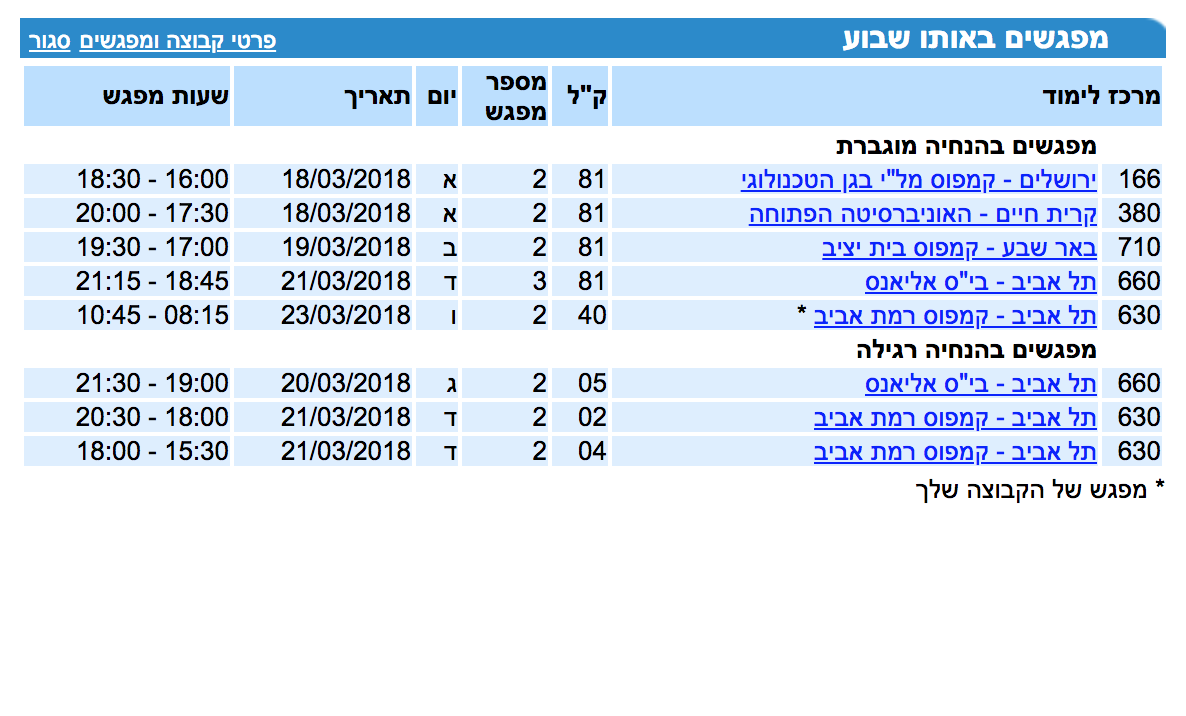 מפגשים באותו שבוע פרטי קבוצה ומפגשים סגור
מרכז לימוד ק"ל מספר מפגש יום תאריך שעות מפגש
מפגשים בהנחיה מוגברת
166 ירושלים - קמפוס מל"י בגן הטכנולוגי 81 2 א 18/03/2018 16:00 - 18:30
380 קרית חיים - האוניברסיטה הפתוחה 81 2 א 18/03/2018 17:30 - 20:00
710 באר שבע - קמפוס בית יציב 81 2 ב 19/03/2018 17:00 - 19:30
660 תל אביב - בי"ס אליאנס 81 3 ד 21/03/2018 18:45 - 21:15
630 תל אביב - קמפוס רמת אביב * 40 2 ו 23/03/2018 08:15 - 10:45
מפגשים בהנחיה רגילה
660 תל אביב - בי"ס אליאנס 05 2 ג 20/03/2018 19:00 - 21:30
630 תל אביב - קמפוס רמת אביב 02 2 ד 21/03/2018 18:00 - 20:30
630 תל אביב - קמפוס רמת אביב 04 2 ד 21/03/2018 15:30 - 18:00
* מפגש של הקבוצה שלך